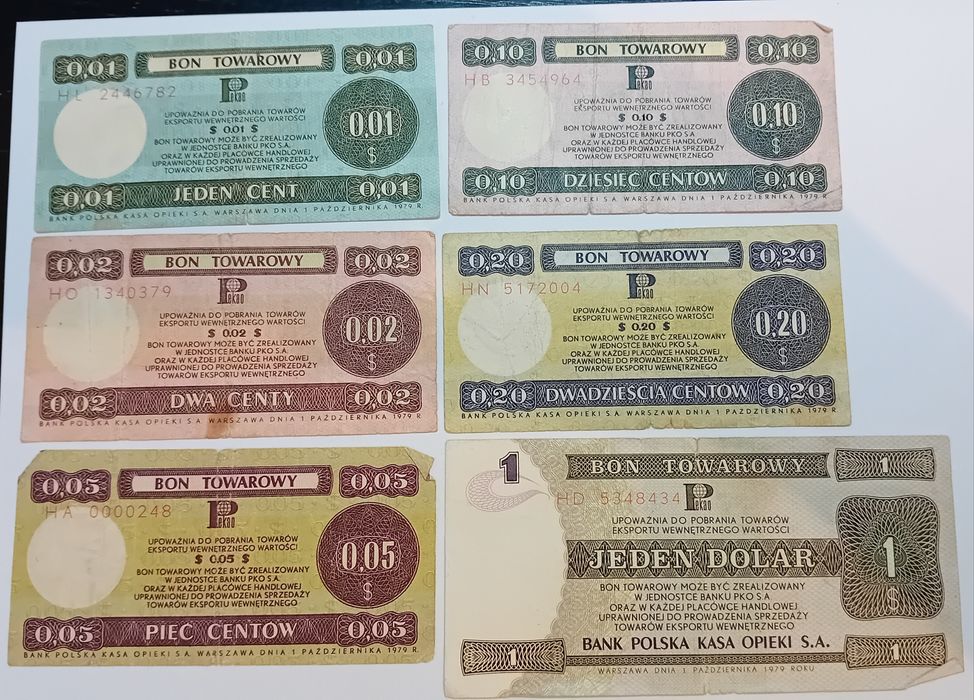 0,01 BON TOWAROWY 0,01
HL 2446782 Pekao
UPOWAŻNIA DO POBRANIA TOWARÓW
EKSPORTU WEWNĘTRZNEGO WARTOŚCI
$ 0.01 $
BON TOWAROWY MOŻE BYĆ ZREALIZOWANY
W JEDNOSTCE BANKU PKO S.A.
ORAZ W KAŻDEJ PLACÓWCE HANDLOWEJ
UPRAWNIONEJ DO PROWADZENIA SPRZEDAŻY
TOWARÓW EKSPORTU WEWNĘTRZNEGO
0.01
$
0,01 JEDEN CENT 0,01
BANK POLSKA KASA OPIEKI S.A. WARSZAWA DNIA 1 PAŹDZIERNIKA 1979 R.
0,10 BON TOWAROWY 0,10
HB 3454964 Pekao
UPOWAŻNIA DO POBRANIA TOWARÓW
EKSPORTU WEWNĘTRZNEGO WARTOŚCI
$ 0.10 $
BON TOWAROWY MOŻE BYĆ ZREALIZOWANY
W JEDNOSTCE BANKU PKO S.A.
ORAZ W KAŻDEJ PLACÓWCE HANDLOWEJ
UPRAWNIONEJ DO PROWADZENIA SPRZEDAŻY
TOWARÓW EKSPORTU WEWNĘTRZNEGO
0.10
$
0,10 DZIESIĘĆ CENTÓW 0,10
BANK POLSKA KASA OPIEKI S.A. WARSZAWA DNIA 1 PAŹDZIERNIKA 1979 R.
0,02 BON TOWAROWY 0,02
HO 1340379 Pekao
UPOWAŻNIA DO POBRANIA TOWARÓW
EKSPORTU WEWNĘTRZNEGO WARTOŚCI
$ 0.02 $
BON TOWAROWY MOŻE BYĆ ZREALIZOWANY
W JEDNOSTCE BANKU PKO S.A.
ORAZ W KAŻDEJ PLACÓWCE HANDLOWEJ
UPRAWNIONEJ DO PROWADZENIA SPRZEDAŻY
TOWARÓW EKSPORTU WEWNĘTRZNEGO
0.02
$
0,02 DWA CENTY 0,02
BANK POLSKA KASA OPIEKI S.A. WARSZAWA DNIA 1 PAŹDZIERNIKA 1979 R.
0,20 BON TOWAROWY 0,20
HN 5172004 Pekao
UPOWAŻNIA DO POBRANIA TOWARÓW
EKSPORTU WEWNĘTRZNEGO WARTOŚCI
$ 0.20 $
BON TOWAROWY MOŻE BYĆ ZREALIZOWANY
W JEDNOSTCE BANKU PKO S.A.
ORAZ W KAŻDEJ PLACÓWCE HANDLOWEJ
UPRAWNIONEJ DO PROWADZENIA SPRZEDAŻY
TOWARÓW EKSPORTU WEWNĘTRZNEGO
0.20
$
0,20 DWADZIEŚCIA CENTÓW 0,20
BANK POLSKA KASA OPIEKI S.A. WARSZAWA DNIA 1 PAŹDZIERNIKA 1979 R.
0,05 BON TOWAROWY 0,05
HA 0000248 Pekao
UPOWAŻNIA DO POBRANIA TOWARÓW
EKSPORTU WEWNĘTRZNEGO WARTOŚCI
$ 0.05 $
BON TOWAROWY MOŻE BYĆ ZREALIZOWANY
W JEDNOSTCE BANKU PKO S.A.
ORAZ W KAŻDEJ PLACÓWCE HANDLOWEJ
UPRAWNIONEJ DO PROWADZENIA SPRZEDAŻY
TOWARÓW EKSPORTU WEWNĘTRZNEGO
0.05
$
0,05 PIĘĆ CENTÓW 0,05
BANK POLSKA KASA OPIEKI S.A. WARSZAWA DNIA 1 PAŹDZIERNIKA 1979 R.
1 BON TOWAROWY 1
HD 5348434 Pekao
UPOWAŻNIA DO POBRANIA TOWARÓW
EKSPORTU WEWNĘTRZNEGO WARTOŚCI
JEDEN DOLAR
1
$
BON TOWAROWY MOŻE BYĆ ZREALIZOWANY
W JEDNOSTCE BANKU PKO S.A.
ORAZ W KAŻDEJ PLACÓWCE HANDLOWEJ
UPRAWNIONEJ DO PROWADZENIA SPRZEDAŻY
TOWARÓW EKSPORTU WEWNĘTRZNEGO
1 BANK POLSKA KASA OPIEKI S.A. 1
WARSZAWA DNIA 1 PAŹDZIERNIKA 1979 ROKU